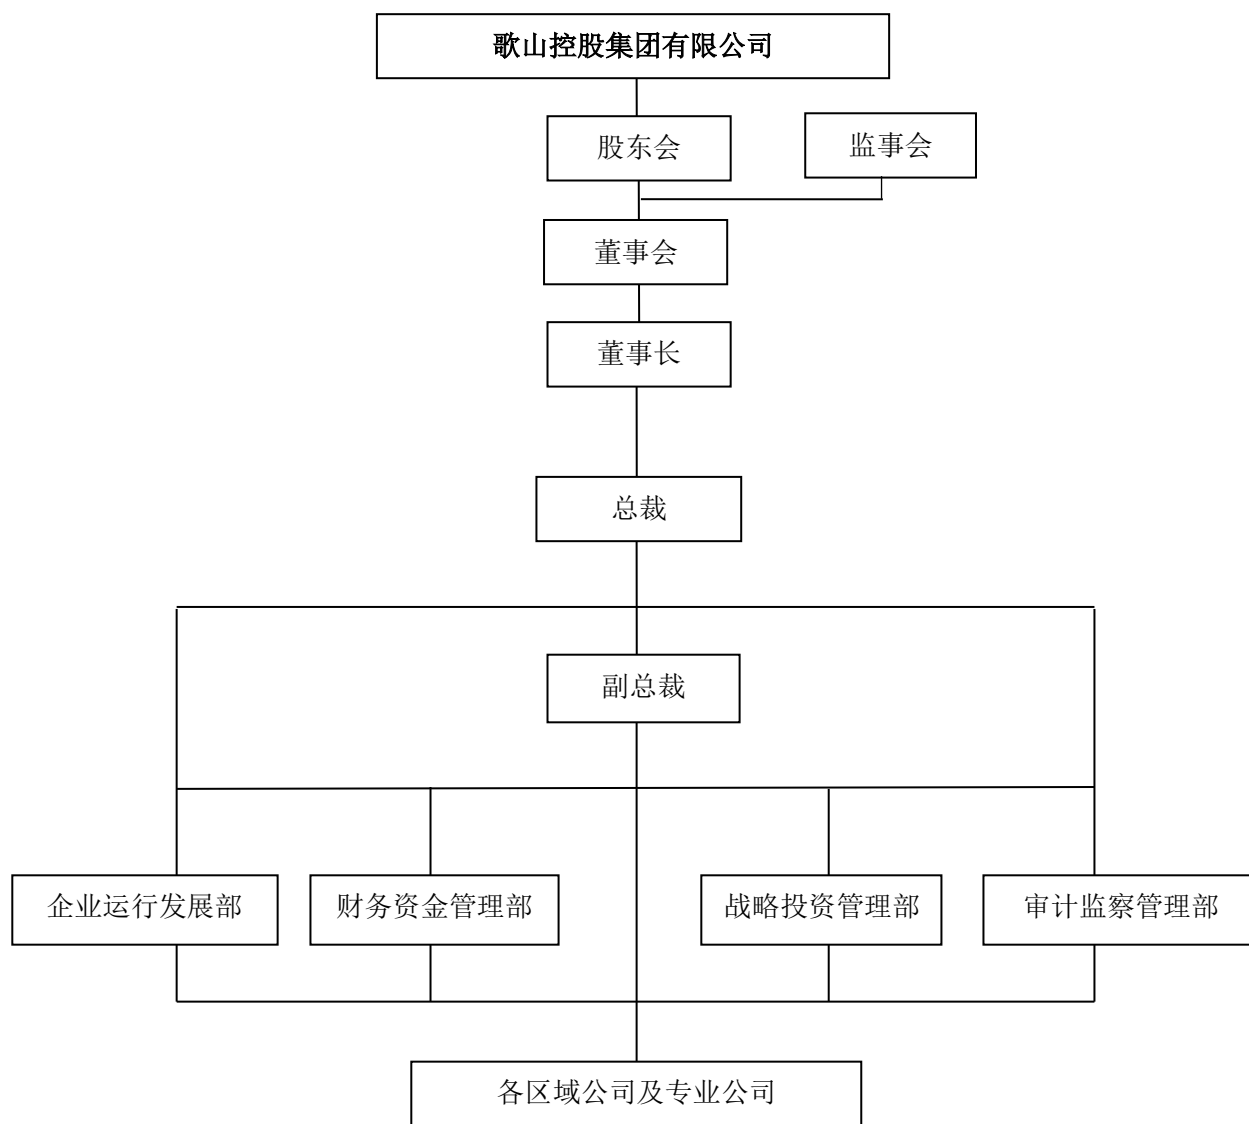 歌山控股集团有限公司
股东会
监事会
董事会
董事长
总裁
副总裁
企业运行发展部
财务资金管理部
战略投资管理部
审计监察管理部
各区域公司及专业公司